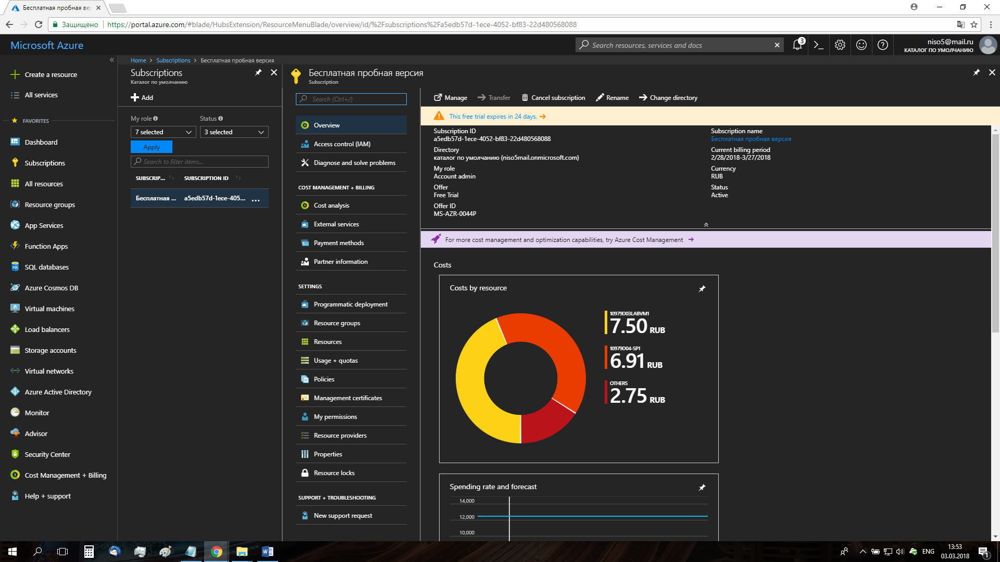 Бесплатная пробная ве
Защищено
https://portal.azure.com/#blade/HubsExtension/ResourceMenuBlade/overview/id/%2Fsubscriptions%2Fa5edb57d-1ece-4052-bf83-22d480568088
Microsoft Azure
Search resources, services and docs
3
niso5@mail.ru
КАТАЛОГ ПО УМОЛЧАНИЮ
Create a resource
All services
FAVORITES
Dashboard
Subscriptions
All resources
Resource groups
App Services
Function Apps
SQL databases
Azure Cosmos DB
Virtual machines
Load balancers
Storage accounts
Virtual networks
Azure Active Directory
Monitor
Advisor
Security Center
Cost Management + Billing
Help + support
Home > Subscriptions > Бесплатная пробная версия
Subscriptions
Каталог по умолчанию
Add
My role
Status
7 selected
3 selected
Apply
Search to filter items...
SUBSCRIP...
SUBSCRIPTION ID
Бесплатная ...
a5edb57d-1ece-405...
...
Бесплатная пробная версия
Subscription
Search (Ctrl+/)
Overview
Access control (IAM)
Diagnose and solve problems
COST MANAGEMENT + BILLING
Cost analysis
External services
Payment methods
Partner information
SETTINGS
Programmatic deployment
Resource groups
Resources
Usage + quotas
Policies
Management certificates
My permissions
Resource providers
Properties
Resource locks
SUPPORT + TROUBLESHOOTING
New support request
Manage
Transfer
Cancel subscription
Rename
Change directory
This free trial expires in 24 days.
Subscription ID
a5edb57d-1ece-4052-bf83-22d480568088
Directory
каталог по умолчанию (niso5mail.onmicrosoft.com)
My role
Account admin
Offer
Free Trial
Offer ID
MS-AZR-0044P
Subscription name
Бесплатная пробная версия
Current billing period
2/28/2018-3/27/2018
Currency
RUB
Status
Active
For more cost management and optimization capabilities, try Azure Cost Management
Costs
Costs by resource
10979D03LABVM1
7.50 RUB
10979D04-SP1
6.91 RUB
OTHERS
2.75 RUB
Spending rate and forecast
14,000
12,000
10,000
ENG
13:53
03.03.2018
1